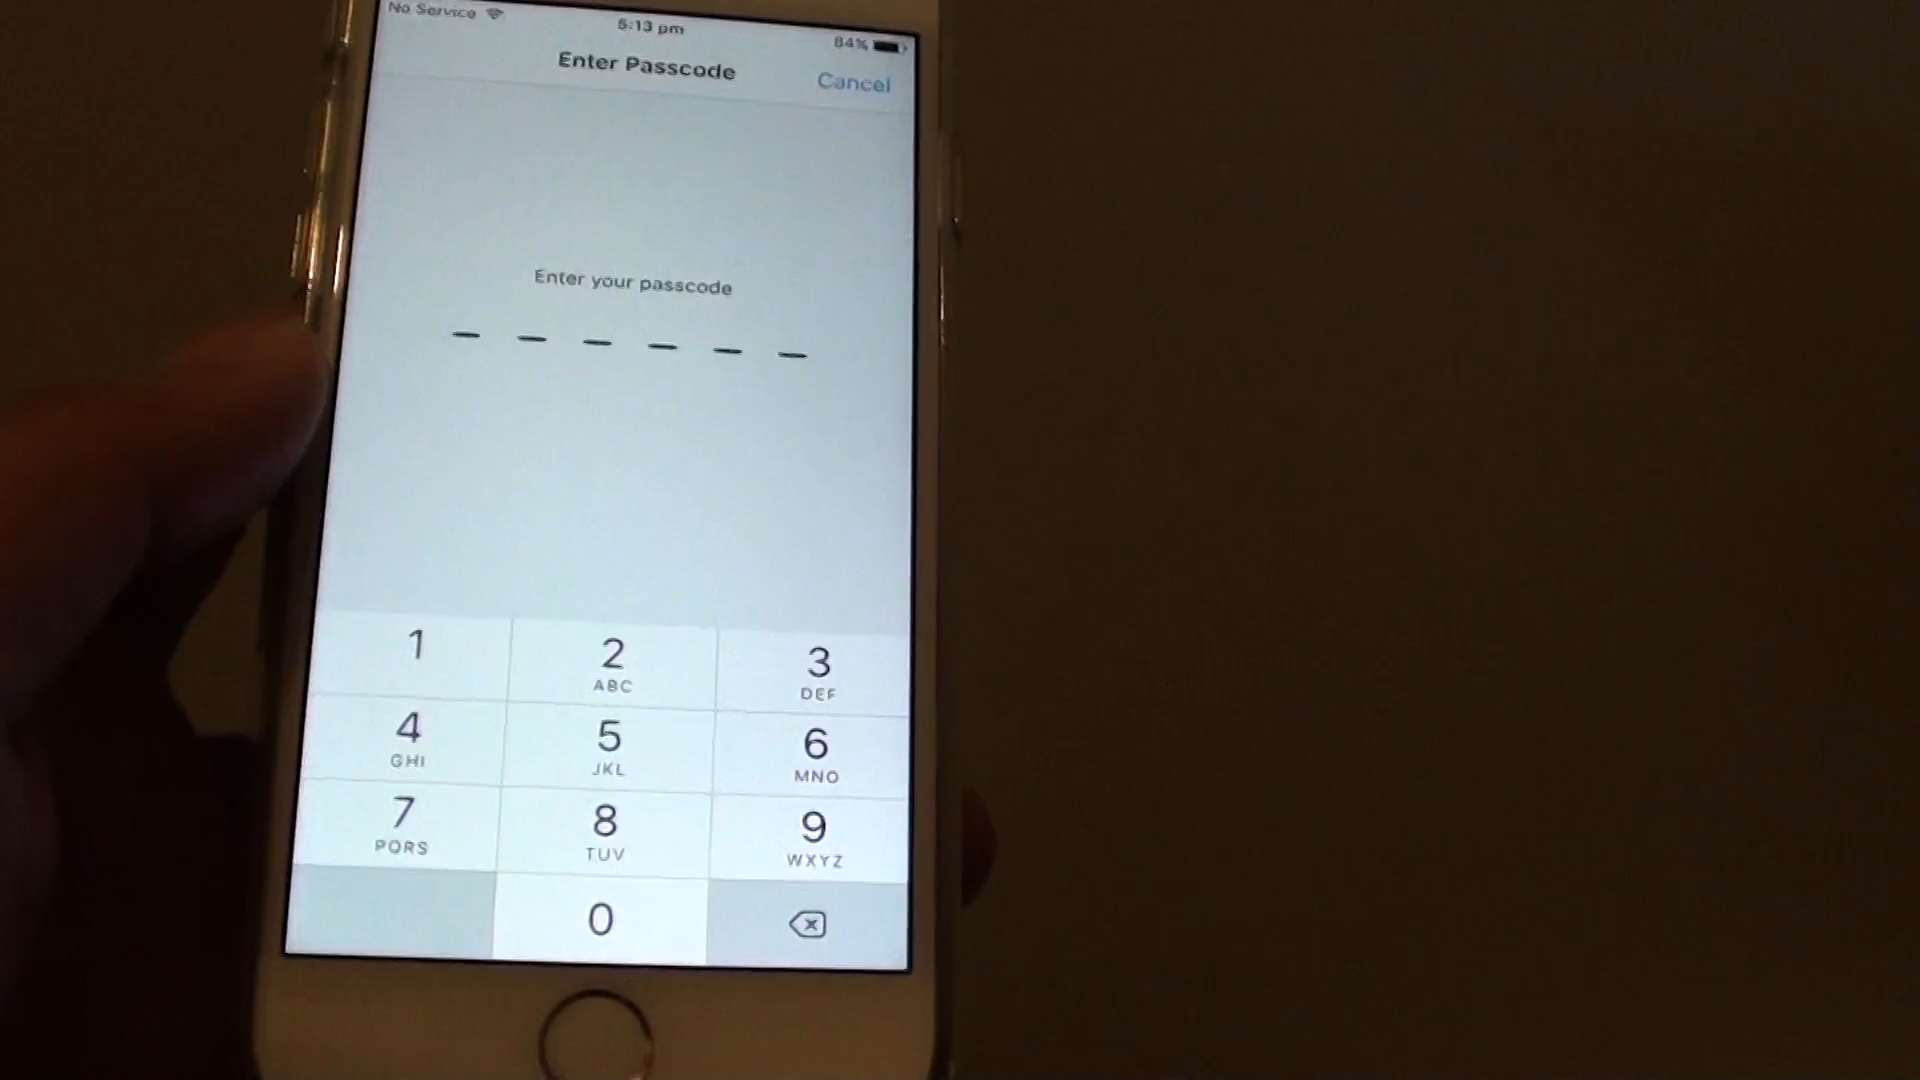 No Service
5:13 pm
84%
Enter Passcode
Cancel
Enter your passcode
1
2
3
ABC
DEF
4
5
6
GHI
JKL
MNO
7
8
9
PQRS
TUV
WXYZ
0